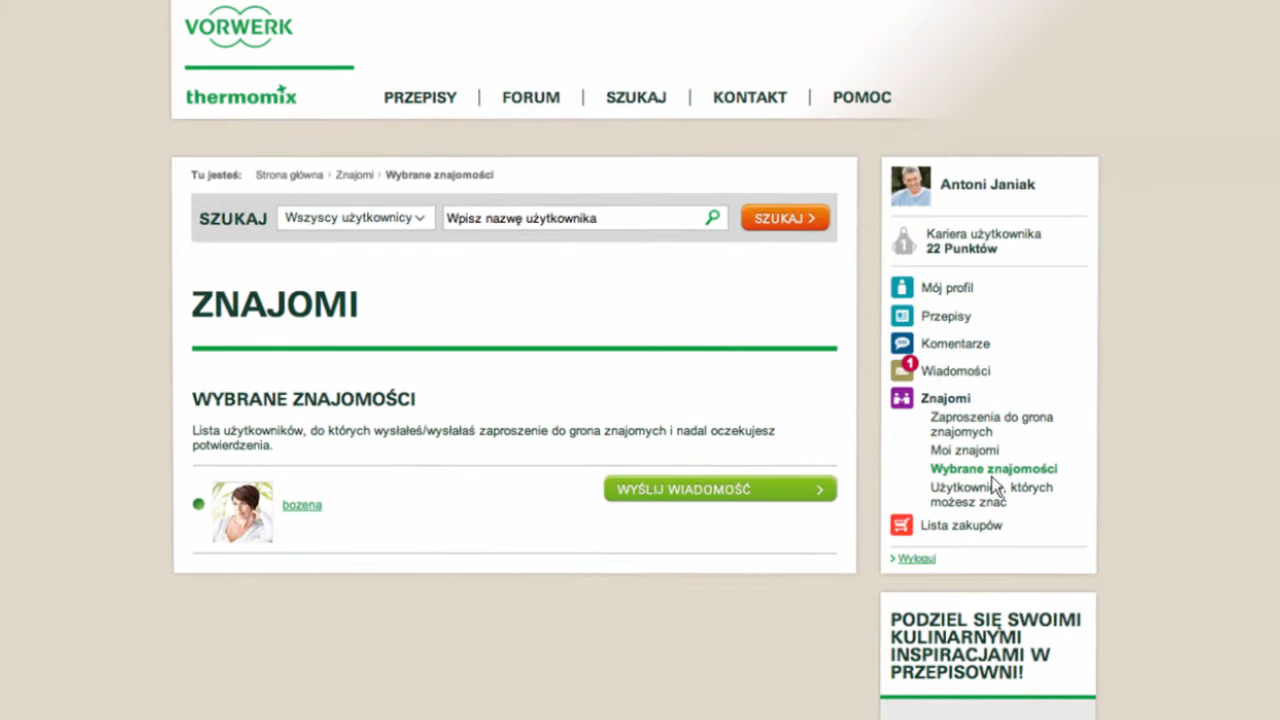 VORWERK
thermomix
PRZEPISY | FORUM | SZUKAJ | KONTAKT | POMOC
Tu jesteś: Strona główna › Znajomi › Wybrane znajomości
SZUKAJ Wszyscy użytkownicy Wpisz nazwę użytkownika SZUKAJ >
ZNAJOMI
WYBRANE ZNAJOMOŚCI
Lista użytkowników, do których wysłałeś/wysłałaś zaproszenie do grona znajomych i nadal oczekujesz
potwierdzenia.
WYŚLIJ WIADOMOŚĆ >
bozena
Antoni Janiak
1
Kariera użytkownika
22 Punktów
Mój profil
Przepisy
Komentarze
1
Wiadomości
Znajomi
Zaproszenia do grona
znajomych
Moi znajomi
Wybrane znajomości
których
możesz znać
Lista zakupów
> Wyloguj
PODZIEL SIĘ SWOIMI
KULINARNYMI
INSPIRACJAMI W
PRZEPISOWNI!